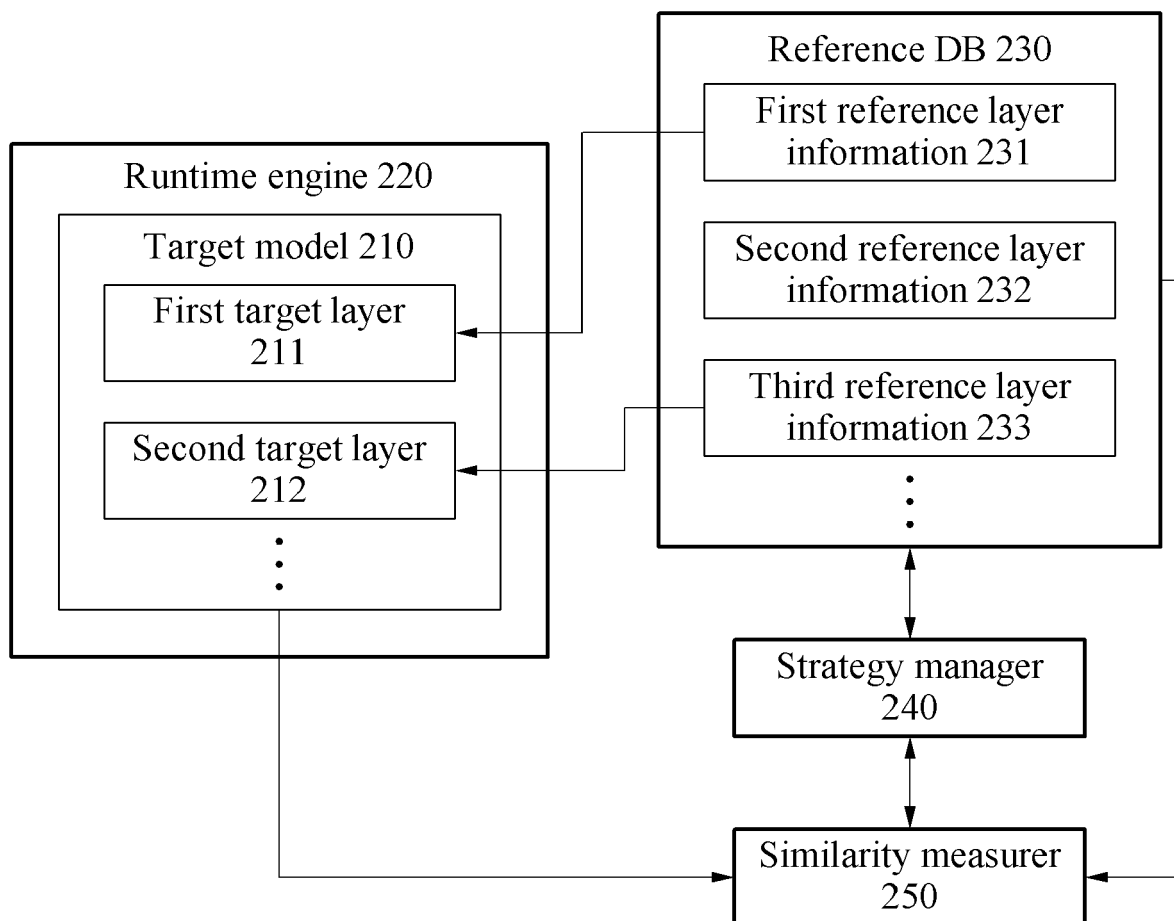 Reference DB 230
First reference layer
information 231
Second reference layer
information 232
Third reference layer
information 233
Runtime engine 220
Target model 210
First target layer
211
Second target layer
212
Strategy manager
240
Similarity measurer
250